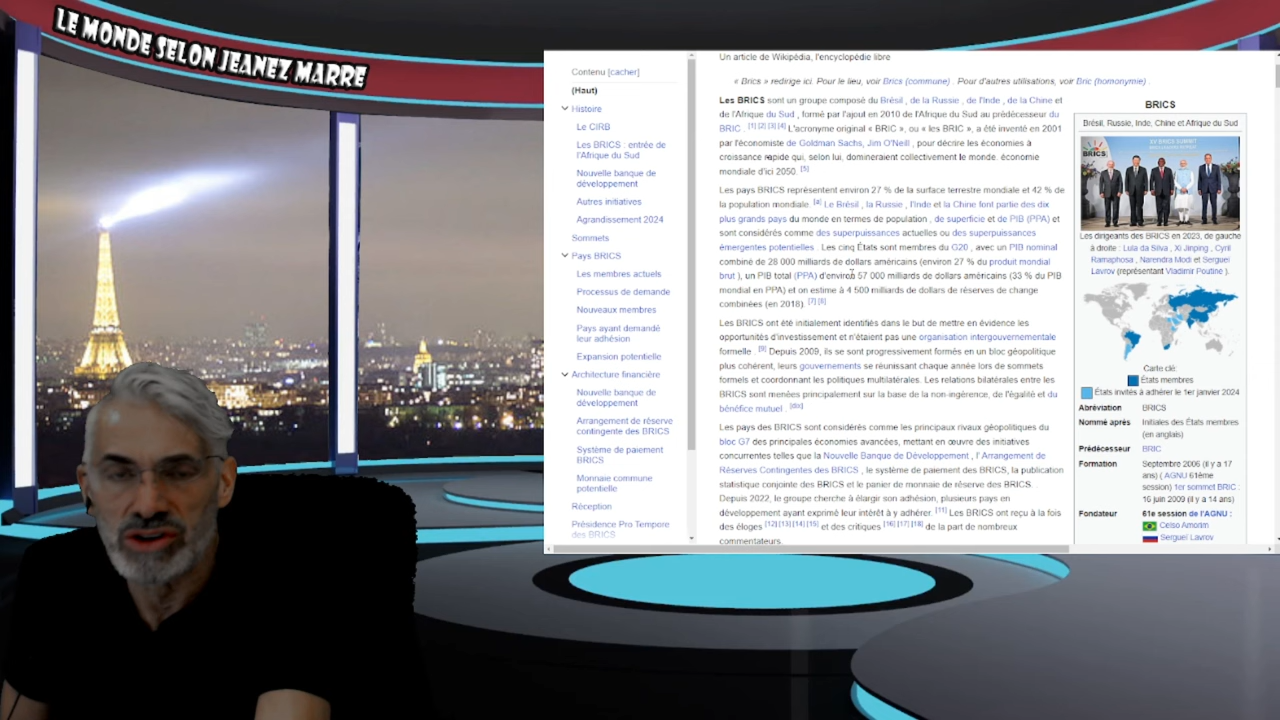 LE MONDE SELON JEANEZ MARRE
Un article de Wikipédia, l'encyclopédie libre
Contenu [cacher]
(Haut)
Histoire
Le CIRB
Les BRICS : entrée de
l'Afrique du Sud
Nouvelle banque de
développement
Autres initiatives
Agrandissement 2024
Sommets
Pays BRICS
Les membres actuels
Processus de demande
Nouveaux membres
Pays ayant demandé
leur adhésion
Expansion potentielle
Architecture financière
Nouvelle banque de
développement
Arrangement de réserve
contingente des BRICS
Système de paiement
BRICS
Monnaie commune
potentielle
Réception
Présidence Pro Tempore
des BRICS
« Brics » redirige ici. Pour le lieu, voir Brics (commune) . Pour d'autres utilisations, voir Bric (homonymie) .
Les BRICS sont un groupe composé du Brésil , de la Russie , de l'Inde , de la Chine et
de l'Afrique du Sud , formé par l'ajout en 2010 de l'Afrique du Sud au prédécesseur du
BRIC . [1] [2] [3] [4] L'acronyme original « BRIC », ou « les BRIC », a été inventé en 2001
par l'économiste de Goldman Sachs, Jim O'Neill , pour décrire les économies à
croissance rapide qui, selon lui, domineraient collectivement le monde. économie
mondiale d'ici 2050. [5]
Les pays BRICS représentent environ 27 % de la surface terrestre mondiale et 42 % de
la population mondiale. [a] Le Brésil , la Russie , l'Inde et la Chine font partie des dix
plus grands pays du monde en termes de population , de superficie et de PIB (PPA) et
sont considérés comme des superpuissances actuelles ou des superpuissances
émergentes potentielles . Les cinq États sont membres du G20 , avec un PIB nominal
combiné de 28 000 milliards de dollars américains (environ 27 % du produit mondial
brut ), un PIB total (PPA) d'environ 57 000 milliards de dollars américains (33 % du PIB
mondial en PPA) et on estime à 4 500 milliards de dollars de réserves de change
combinées (en 2018). [7] [8]
Les BRICS ont été initialement identifiés dans le but de mettre en évidence les
opportunités d'investissement et n'étaient pas une organisation intergouvernementale
formelle . [9] Depuis 2009, ils se sont progressivement formés en un bloc géopolitique
plus cohérent, leurs gouvernements se réunissant chaque année lors de sommets
formels et coordonnant les politiques multilatérales. Les relations bilatérales entre les
BRICS sont menées principalement sur la base de la non-ingérence, de l'égalité et du
bénéfice mutuel .
Les pays des BRICS sont considérés comme les principaux rivaux géopolitiques du
bloc G7 des principales économies avancées, mettant en œuvre des initiatives
concurrentes telles que la Nouvelle Banque de Développement , l' Arrangement de
Réserves Contingentes des BRICS , le système de paiement des BRICS, la publication
statistique conjointe des BRICS et le panier de monnaie de réserve des BRICS.
Depuis 2022, le groupe cherche à élargir son adhésion, plusieurs pays en
développement ayant exprimé leur intérêt à y adhérer. [11] Les BRICS ont reçu à la fois
des éloges [12] [13] [14] [15] et des critiques [16] [17] [18] de la part de nombreux
commentateurs.
BRICS
Brésil, Russie, Inde, Chine et Afrique du Sud
BRICS
XV BRICS SUMMIT
Les dirigeants des BRICS en 2023, de gauche
à droite : Lula da Silva , Xi Jinping , Cyril
Ramaphosa , Narendra Modi et Sergueï
Lavrov (représentant Vladimir Poutine ).
Carte clé:
États membres
États invités à adhérer le 1er janvier 2024
Abréviation BRICS
Nommé après Initiales des États membres
(en anglais)
Prédécesseur BRIC
Formation Septembre 2006 (il y a 17
ans) ( AGNU 61ème
session) 1er sommet BRIC :
16 juin 2009 (il y a 14 ans)
Fondateur 61e session de l'AGNU :
Celso Amorim
Sergueï Lavrov